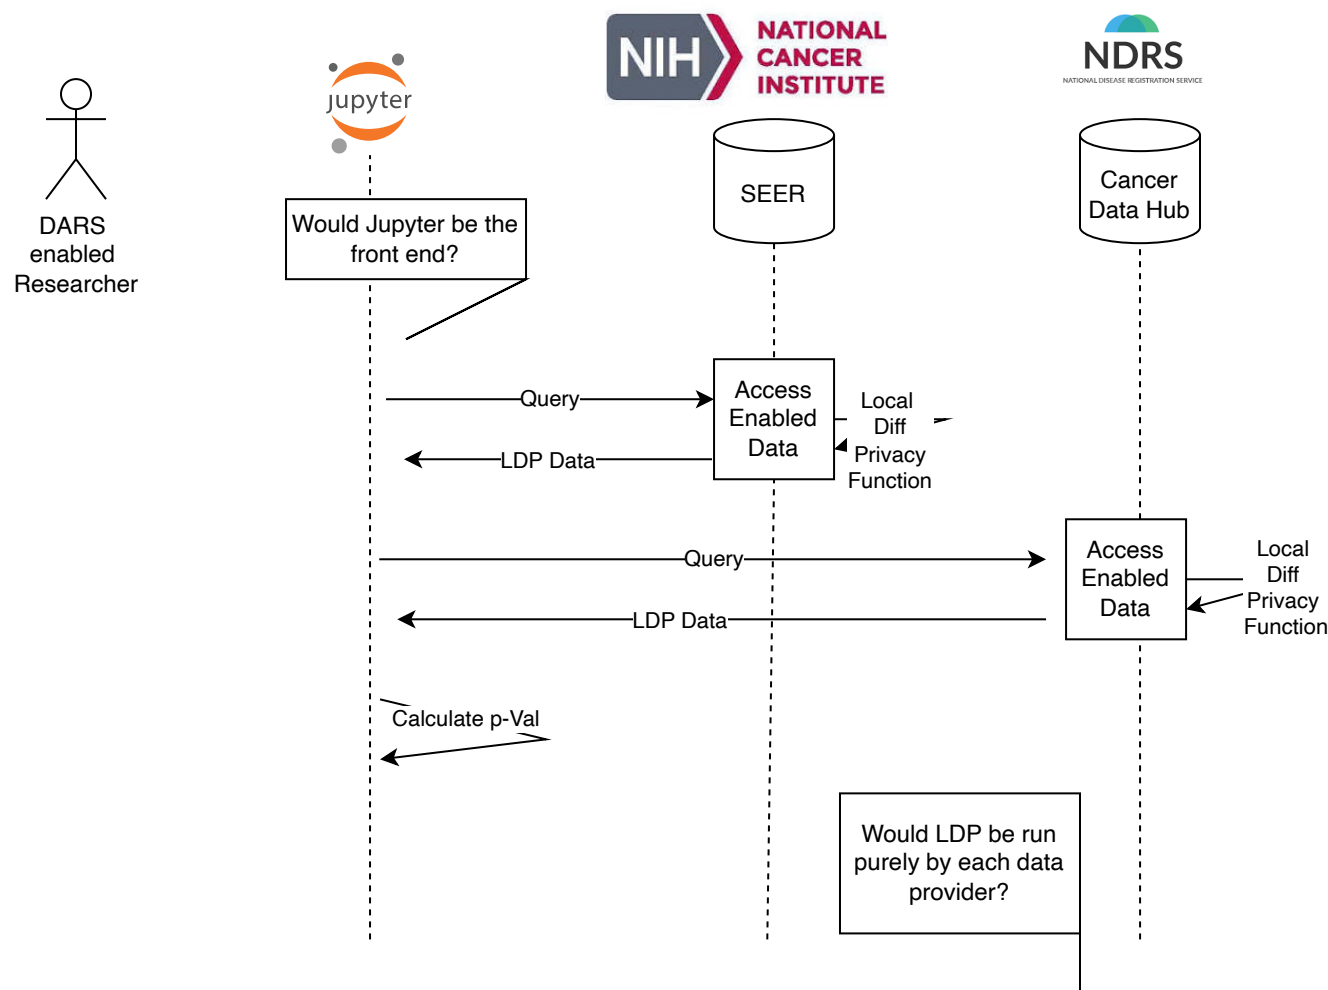 NIH
NATIONAL
CANCER
INSTITUTE
NDRS
NATIONAL DISEASE REGISTRATION SERVICE
jupyter
DARS
enabled
Researcher
SEER
Cancer
Data Hub
Would Jupyter be the
front end?
Access
Enabled
Data
Query
LDP Data
Local
Diff
Privacy
Function
Query
LDP Data
Access
Enabled
Data
Local
Diff
Privacy
Function
Calculate p-Val
Would LDP be run
purely by each data
provider?